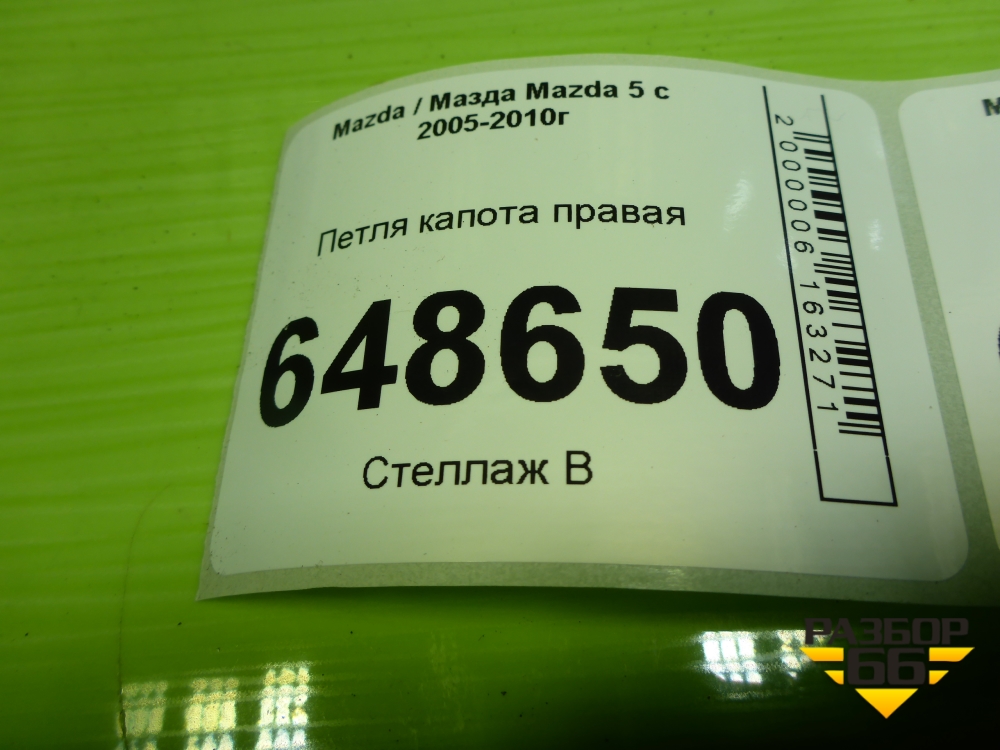 Mazda / Мазда Mazda 5 с
2005-2010г
Петля капота правая
648650
Стеллаж В
2000006163271
РАЗБОР
66